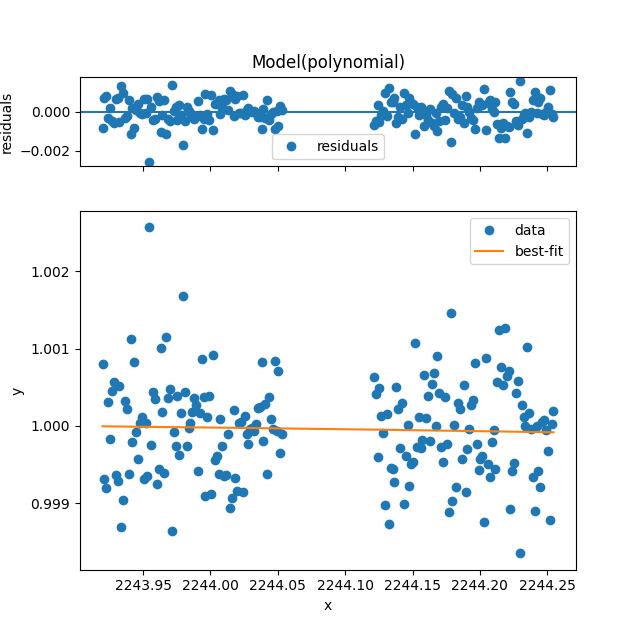 Model(polynomial)
residuals
0.000
−0.002
residuals
data
best-fit
y
1.002
1.001
1.000
0.999
2243.95
2244.00
2244.05
2244.10
2244.15
2244.20
2244.25
x